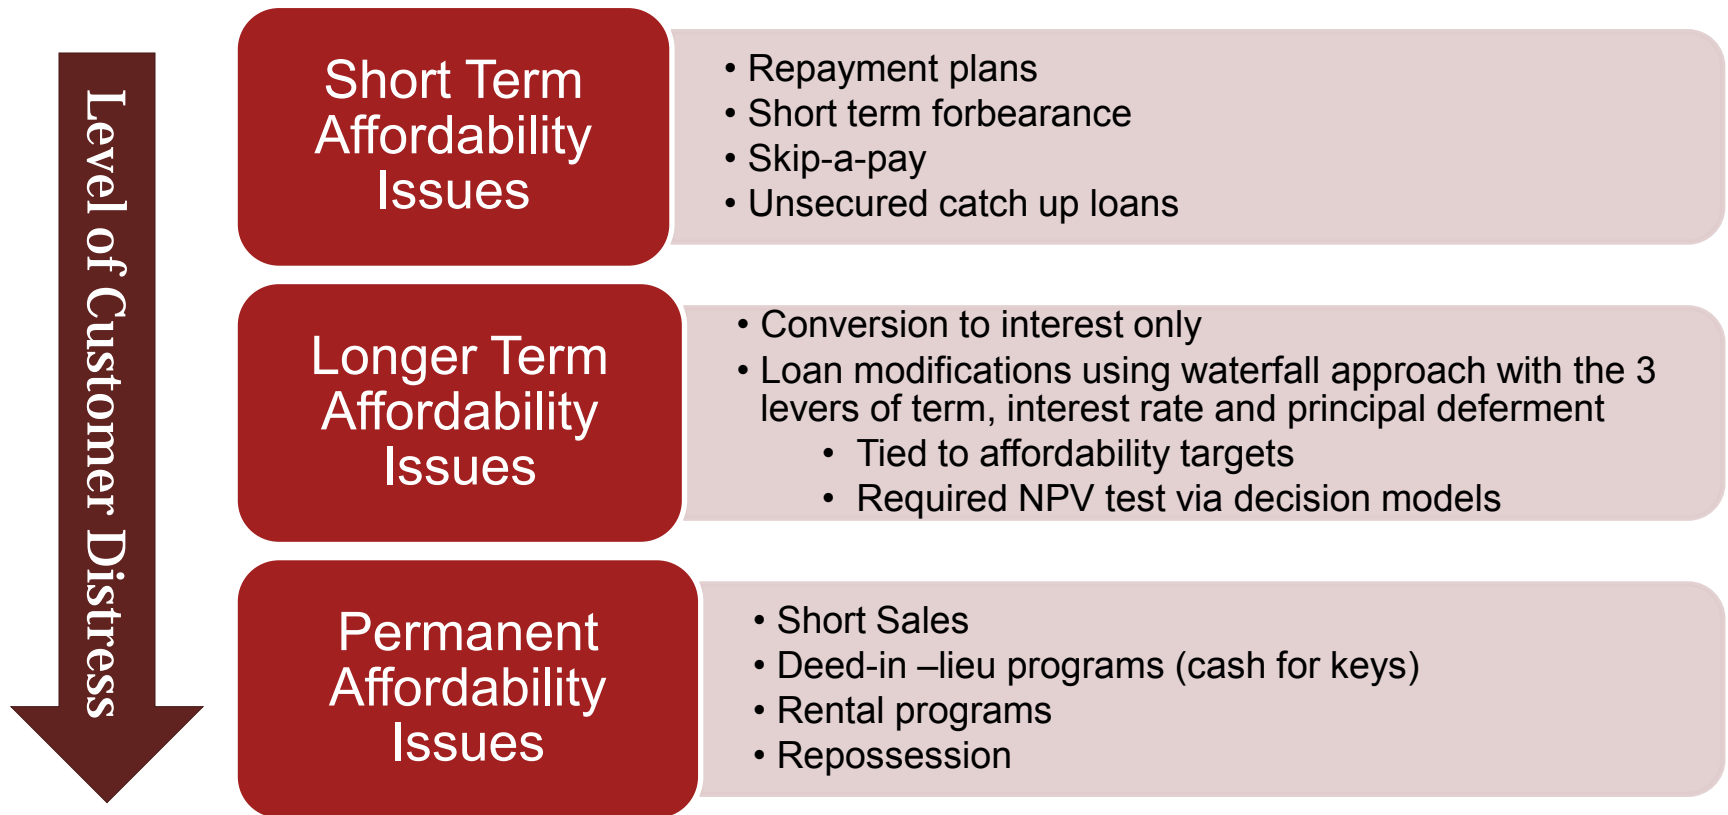 Level of Customer Distress
Short Term
Affordability
Issues
• Repayment plans
• Short term forbearance
• Skip-a-pay
• Unsecured catch up loans
Longer Term
Affordability
Issues
• Conversion to interest only
• Loan modifications using waterfall approach with the 3
levers of term, interest rate and principal deferment
• Tied to affordability targets
• Required NPV test via decision models
Permanent
Affordability
Issues
• Short Sales
• Deed-in –lieu programs (cash for keys)
• Rental programs
• Repossession